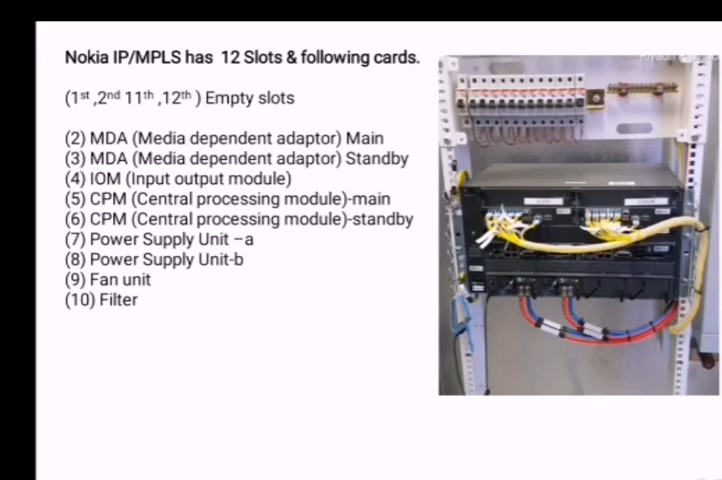 Nokia IP/MPLS has 12 Slots & following cards.
(1st ,2nd 11th ,12th ) Empty slots
(2) MDA (Media dependent adaptor) Main
(3) MDA (Media dependent adaptor) Standby
(4) IOM (Input output module)
(5) CPM (Central processing module)-main
(6) CPM (Central processing module)-standby
(7) Power Supply Unit –a
(8) Power Supply Unit-b
(9) Fan unit
(10) Filter